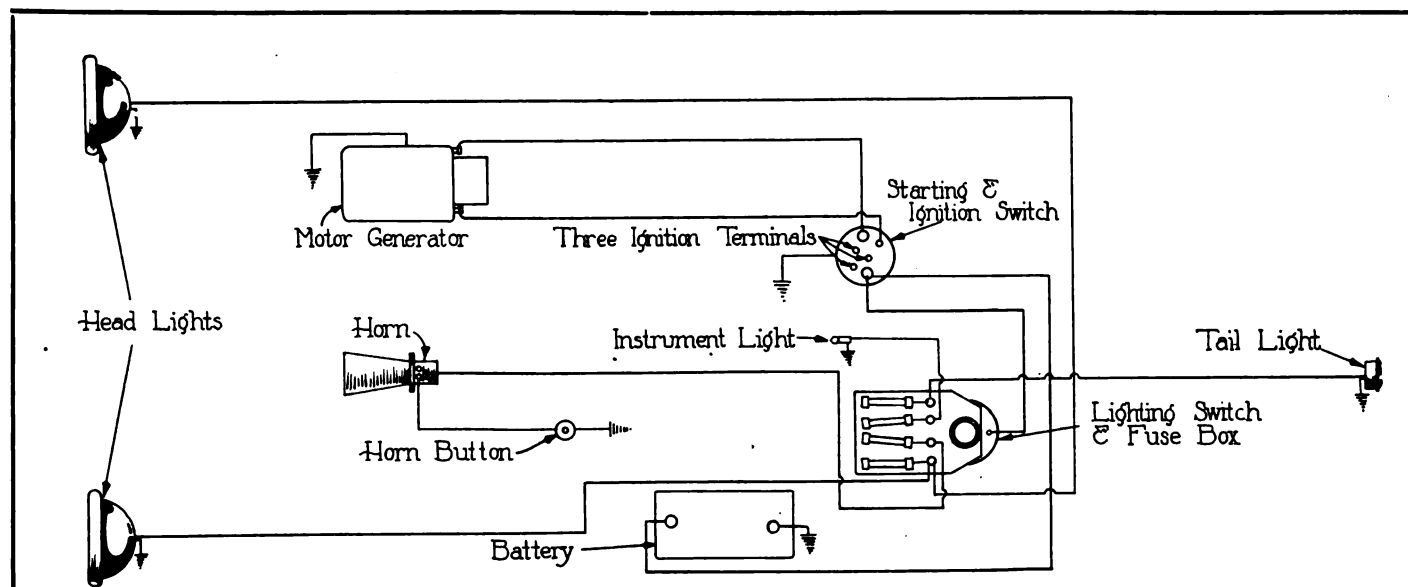 Starting &
Ignition Switch
Motor Generator
Three Ignition Terminals
Head Lights
Horn
Instrument Light
Tail Light
Lighting Switch
& Fuse Box
Horn Button
Battery